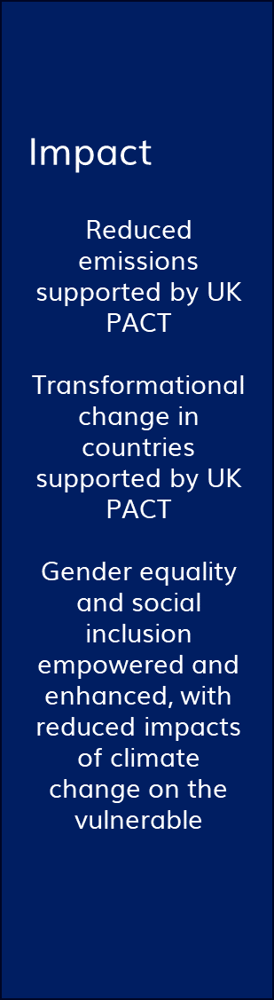 Impact
Reduced
emissions
supported by UK
PACT
Transformational
change in
countries
supported by UK
PACT
Gender equality
and social
inclusion
empowered and
enhanced, with
reduced impacts
of climate
change on the
vulnerable